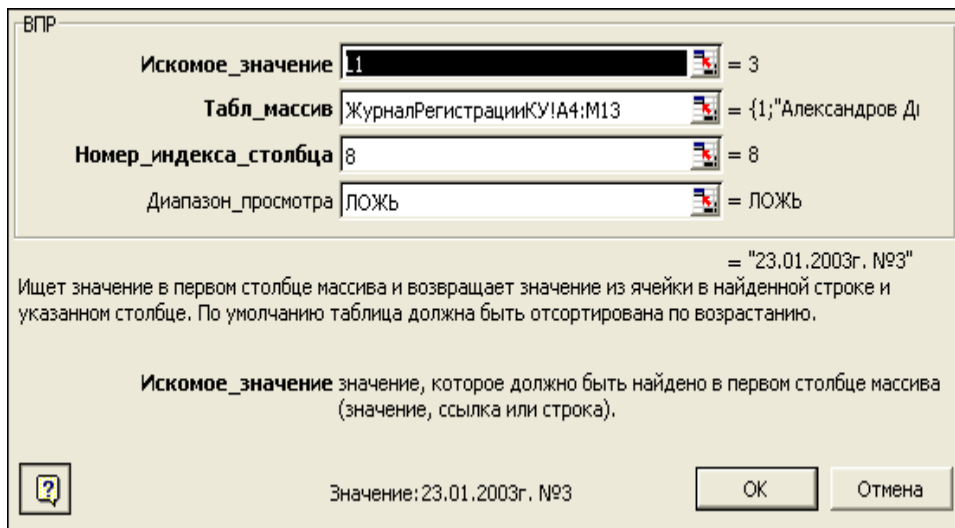 ВПР
Искомое_значение L1 = 3
Табл_массив ЖурналРегистрацииКУ!A4:M13 = {1;"Александров Д
Номер_индекса_столбца 8 = 8
Диапазон_просмотра ЛОЖЬ = ЛОЖЬ
= "23.01.2003г. №3"
Ищет значение в первом столбце массива и возвращает значение из ячейки в найденной строке и
указанном столбце. По умолчанию таблица должна быть отсортирована по возрастанию.
Искомое_значение значение, которое должно быть найдено в первом столбце массива
(значение, ссылка или строка).
Значение:23.01.2003г. №3
ОК
Отмена